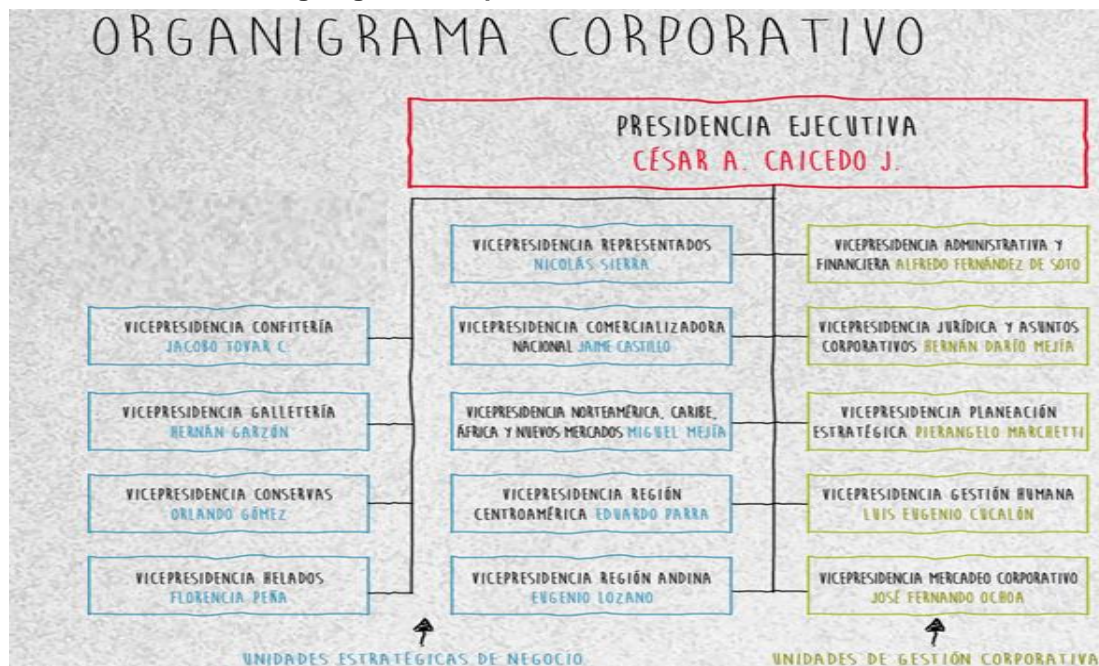 ORGANIGRAMA CORPORATIVO
PRESIDENCIA EJECUTIVA
CÉSAR A. CAICEDO J.
VICEPRESIDENCIA CONFITERÍA
JACOBO TOVAR C.
VICEPRESIDENCIA GALLETERÍA
HERNÁN GARZÓN
VICEPRESIDENCIA CONSERVAS
ORLANDO GÓMEZ
VICEPRESIDENCIA HELADOS
FLORENCIA PEÑA
VICEPRESIDENCIA REPRESENTADOS
NICOLÁS SIERRA
VICEPRESIDENCIA COMERCIALIZADORA
NACIONAL JAIME CASTILLO
VICEPRESIDENCIA NORTEAMÉRICA, CARIBE,
ÁFRICA Y NUEVOS MERCADOS MIGUEL MEJÍA
VICEPRESIDENCIA REGIÓN
CENTROAMÉRICA EDUARDO PARRA
VICEPRESIDENCIA REGIÓN ANDINA
EUGENIO LOZANO
VICEPRESIDENCIA ADMINISTRATIVA Y
FINANCIERA ALFREDO FERNÁNDEZ DE SOTO
VICEPRESIDENCIA JURÍDICA Y ASUNTOS
CORPORATIVOS HERNÁN DARÍO MEJÍA
VICEPRESIDENCIA PLANEACIÓN
ESTRATÉGICA PIERANGELO MARCHETTI
VICEPRESIDENCIA GESTIÓN HUMANA
LUIS EUGENIO CUCALÓN
VICEPRESIDENCIA MERCADEO CORPORATIVO
JOSÉ FERNANDO OCHOA
UNIDADES ESTRATÉGICAS DE NEGOCIO
UNIDADES DE GESTIÓN CORPORATIVA